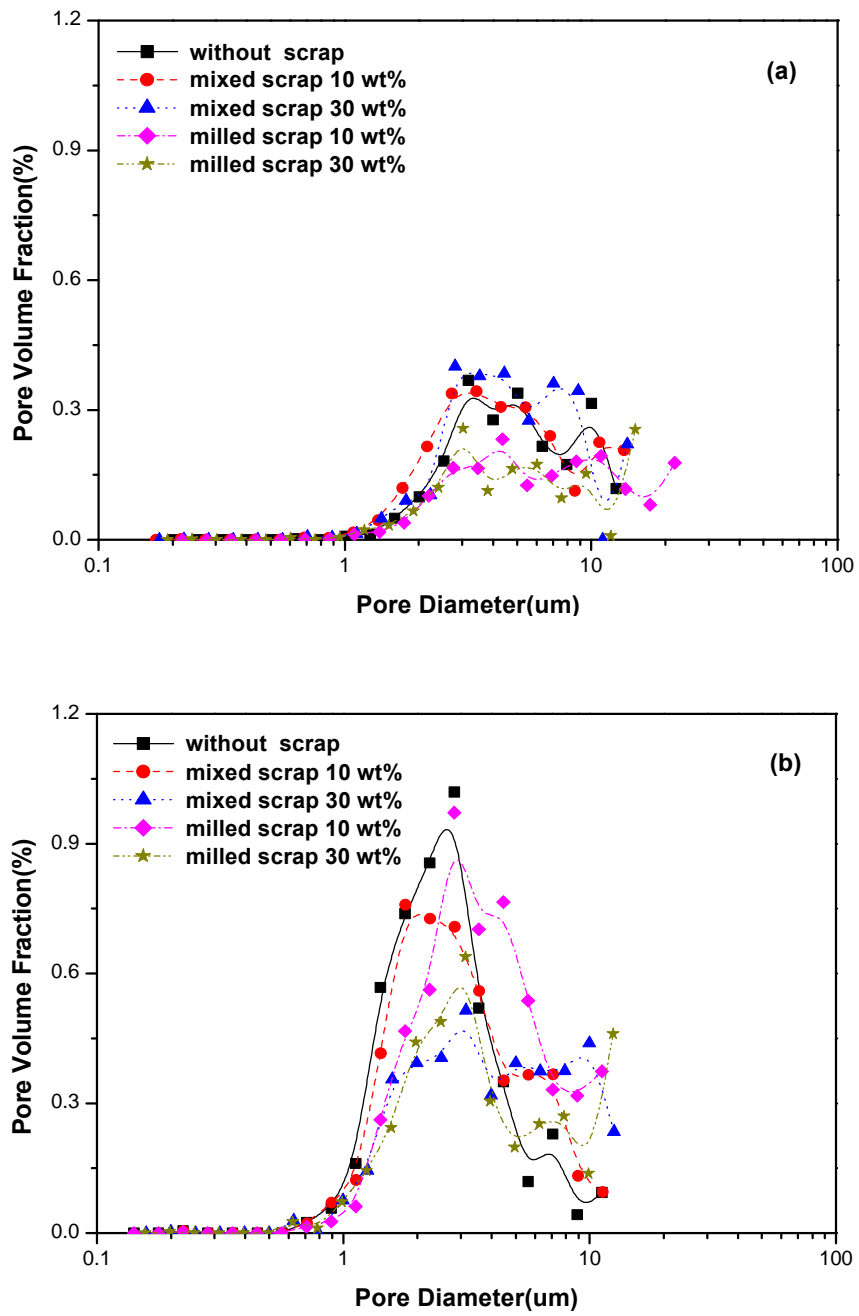 1.2
without  scrap
(a)
mixed scrap 10 wt%
mixed scrap 30 wt%
0.9
milled scrap 10 wt%
milled scrap 30 wt%
Pore Volume Fraction(%)
0.6
0.3
0.0
0.1
1
10
100
Pore Diameter(um)
1.2
without  scrap
(b)
mixed scrap 10 wt%
mixed scrap 30 wt%
0.9
milled scrap 10 wt%
milled scrap 30 wt%
Pore Volume Fraction(%)
0.6
0.3
0.0
0.1
1
10
100
Pore Diameter(um)